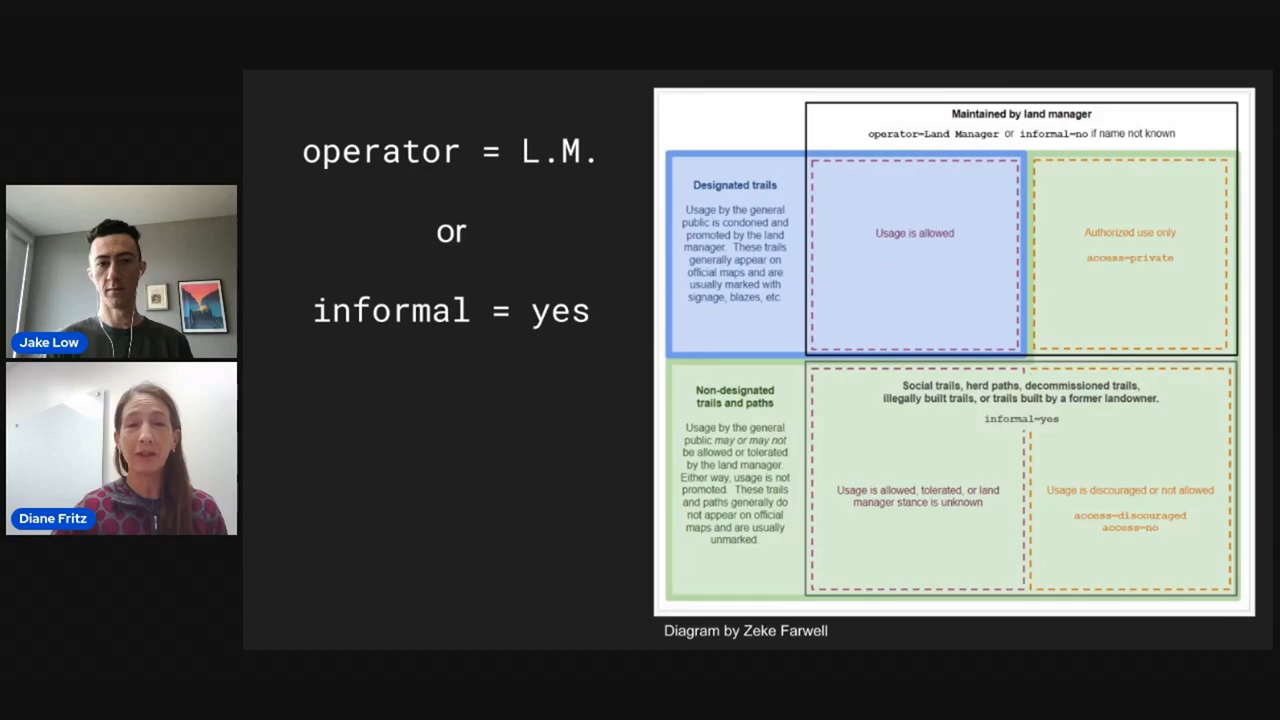 operator = L.M.
or
informal = yes
Jake Low
Diane Fritz
Maintained by land manager
operator=Land Manager or informal=no if name not known
Designated trails
Usage by the general
public is condoned and
promoted by the land
manager. These trails
generally appear on
official maps and are
usually marked with
signage, blazes, etc.
Usage is allowed
Authorized use only
access=private
Non-designated
trails and paths
Usage by the general
public may or may not
be allowed or tolerated
by the land manager.
Either way, usage is not
promoted. These trails
and paths generally do
not appear on official
maps and are usually
unmarked.
Social trails, herd paths, decommissioned trails,
illegally built trails, or trails built by a former landowner.
informal=yes
Usage is allowed, tolerated, or land
manager stance is unknown
Usage is discouraged or not allowed
access=discouraged
access=no
Diagram by Zeke Farwell